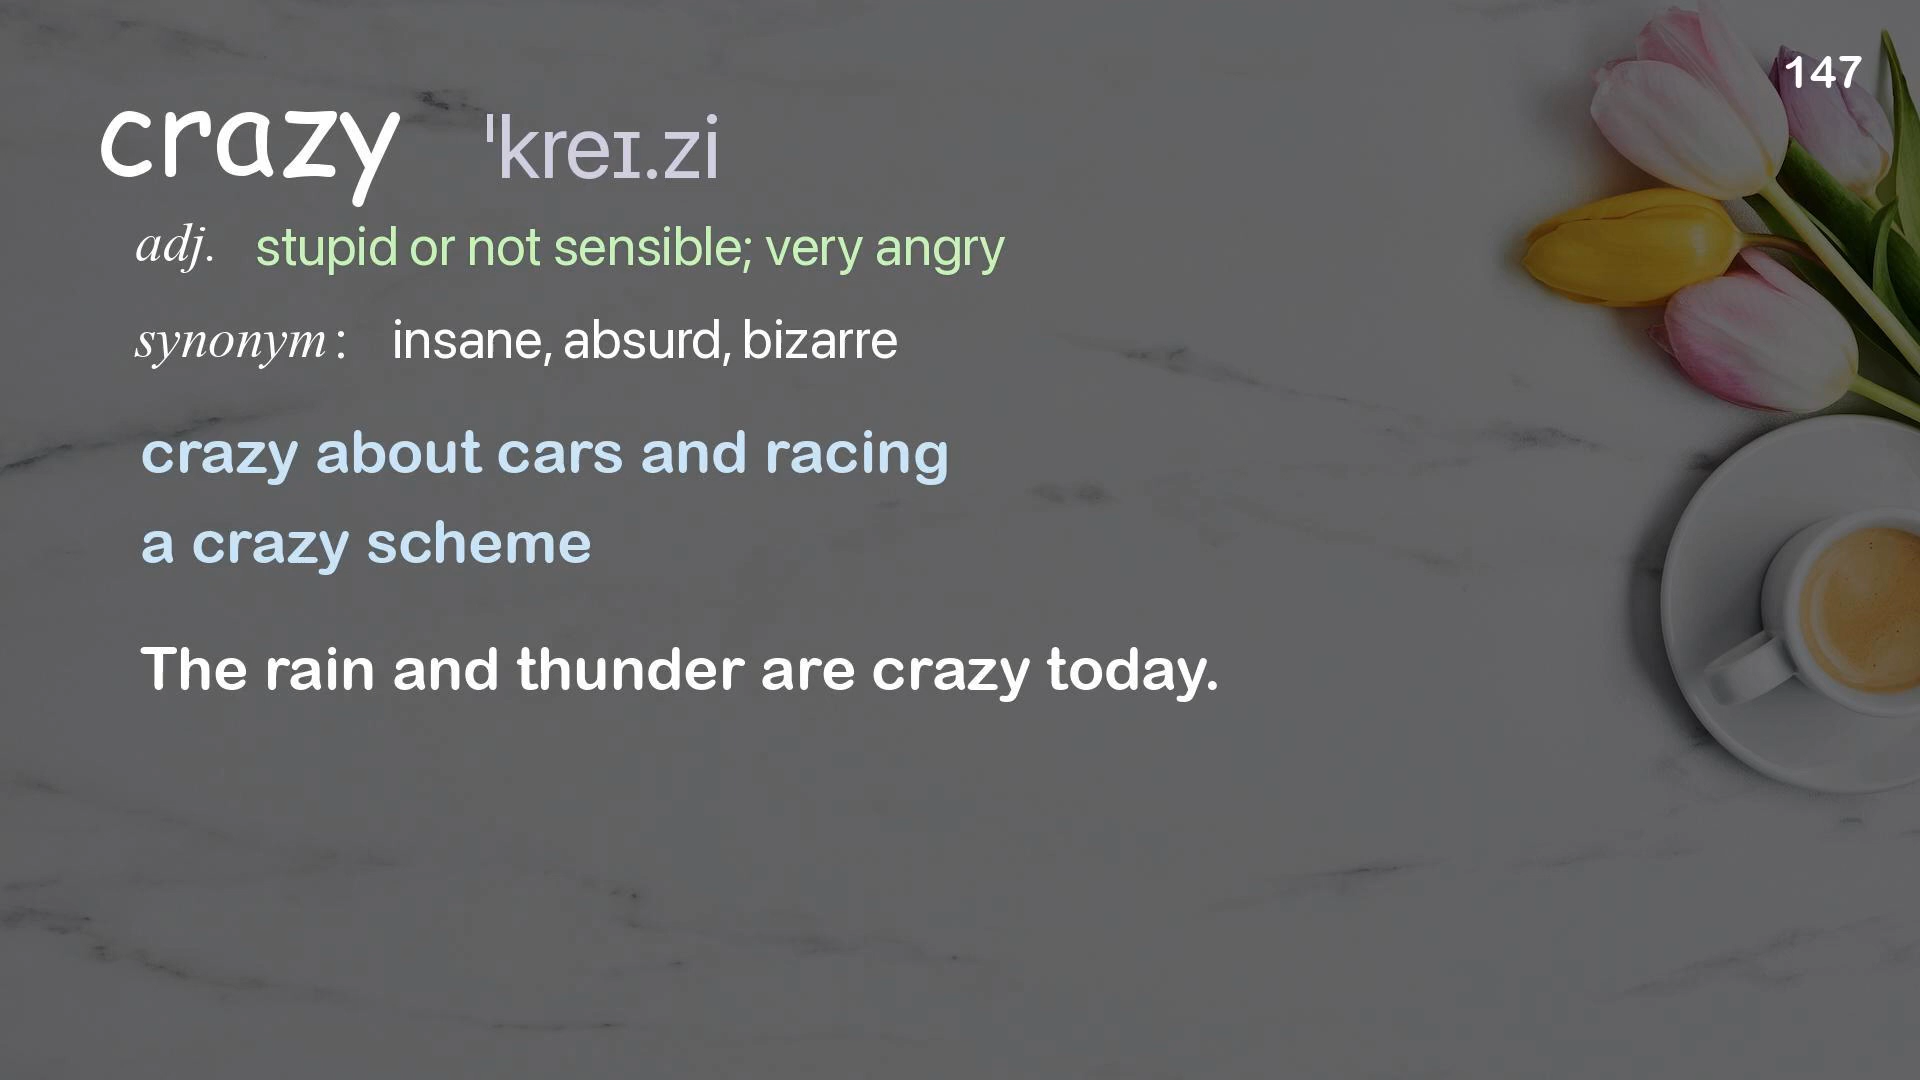 147
crazy ˈkreɪ.zi
adj. stupid or not sensible; very angry
synonym : insane, absurd, bizarre
crazy about cars and racing
a crazy scheme
The rain and thunder are crazy today.